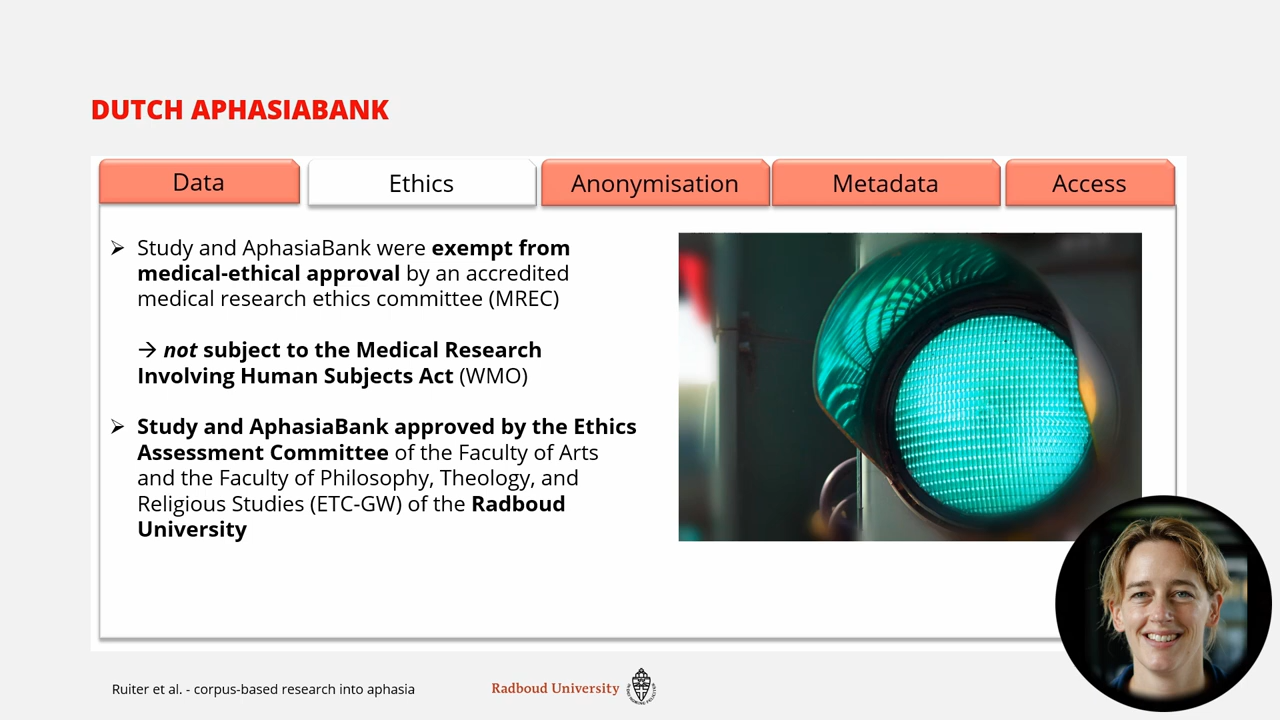 DUTCH APHASIABANK
Data
Ethics
Anonymisation
Metadata
Access
➢ Study and AphasiaBank were exempt from
medical-ethical approval by an accredited
medical research ethics committee (MREC)
→ not subject to the Medical Research
Involving Human Subjects Act (WMO)
➢ Study and AphasiaBank approved by the Ethics
Assessment Committee of the Faculty of Arts
and the Faculty of Philosophy, Theology, and
Religious Studies (ETC-GW) of the Radboud
University
Ruiter et al. - corpus-based research into aphasia
Radboud University